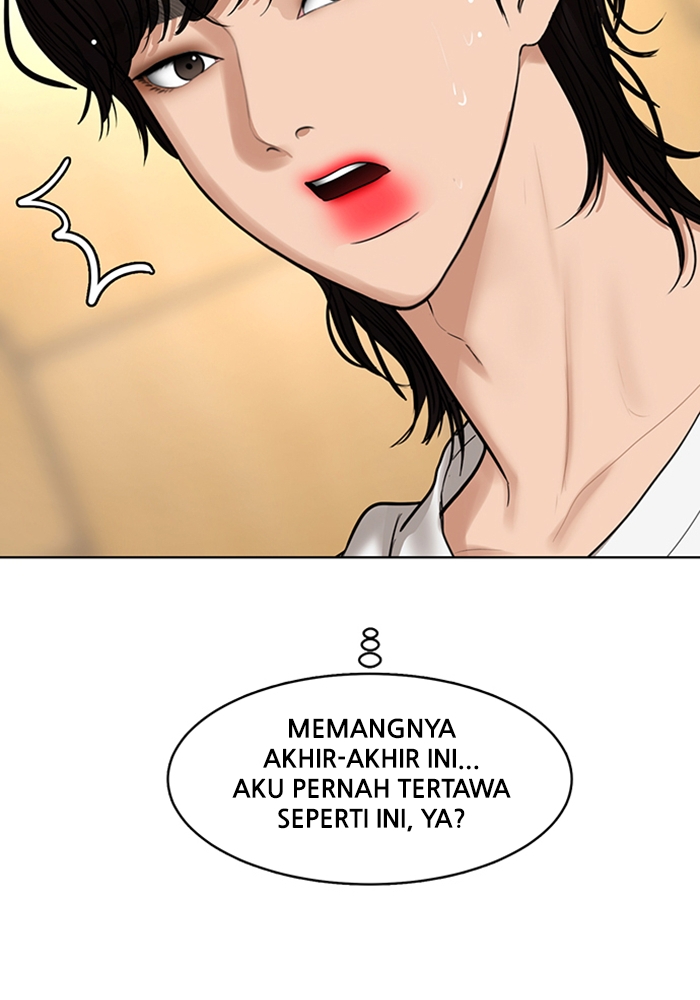 MEMANGNYA
AKHIR-AKHIR INI...
AKU PERNAH TERTAWA
SEPERTI INI, YA?